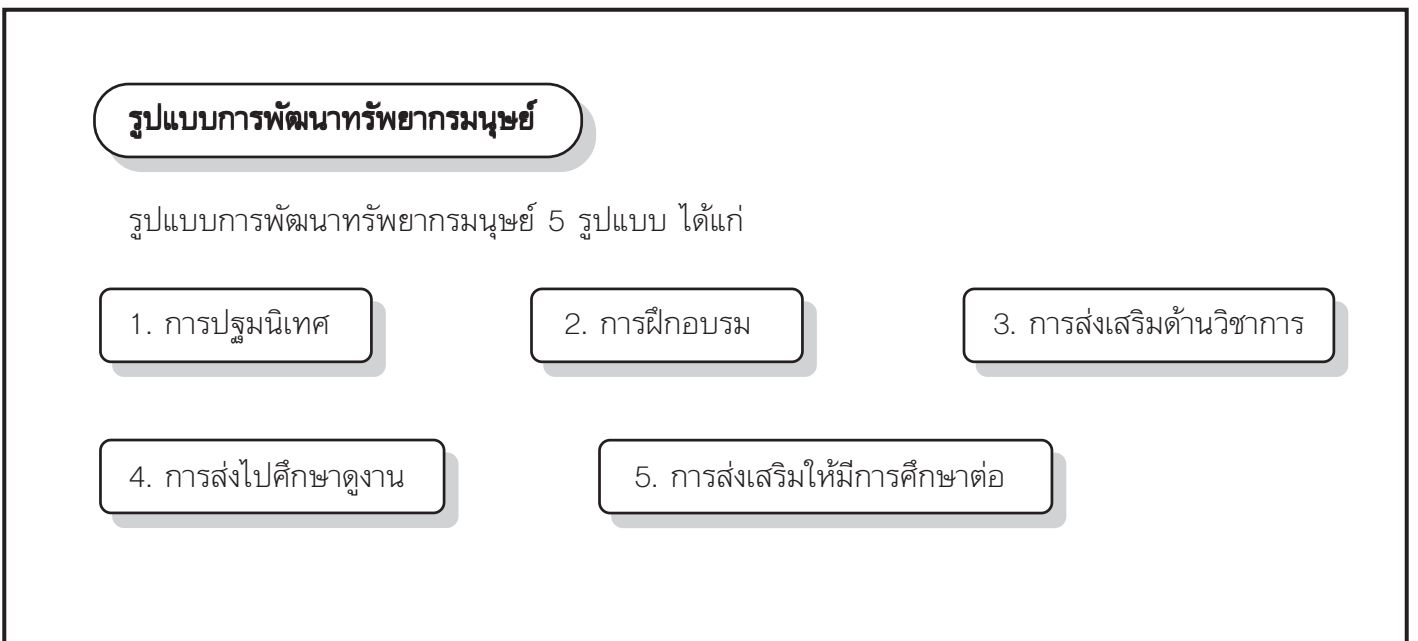 รูปแบบการพัฒนาทรัพยากรมนุษย์
รูปแบบการพัฒนาทรัพยากรมนุษย์ 5 รูปแบบ ได้แก่
1. การปฐมนิเทศ
2. การฝึกอบรม
3. การส่งเสริมด้านวิชาการ
4. การส่งไปศึกษาดูงาน
5. การส่งเสริมให้มีการศึกษาต่อ